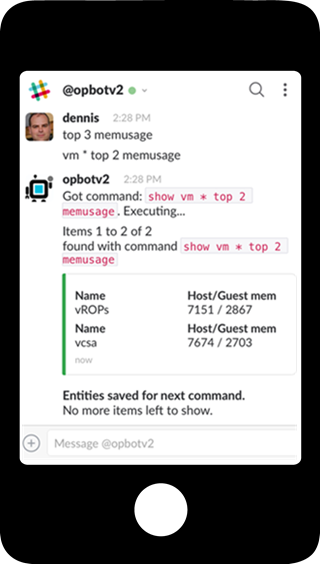 @opbotv2
dennis 2:28 PM
top 3 memusage
vm * top 2 memusage
opbotv2 2:28 PM
Got command: show vm * top 2
memusage. Executing...
Items 1 to 2 of 2
found with command show vm * top 2
memusage
Name Host/Guest mem
vROPs 7151 / 2867
Name Host/Guest mem
vcsa 7674 / 2703
now
Entities saved for next command.
No more items left to show.
Message @opbotv2